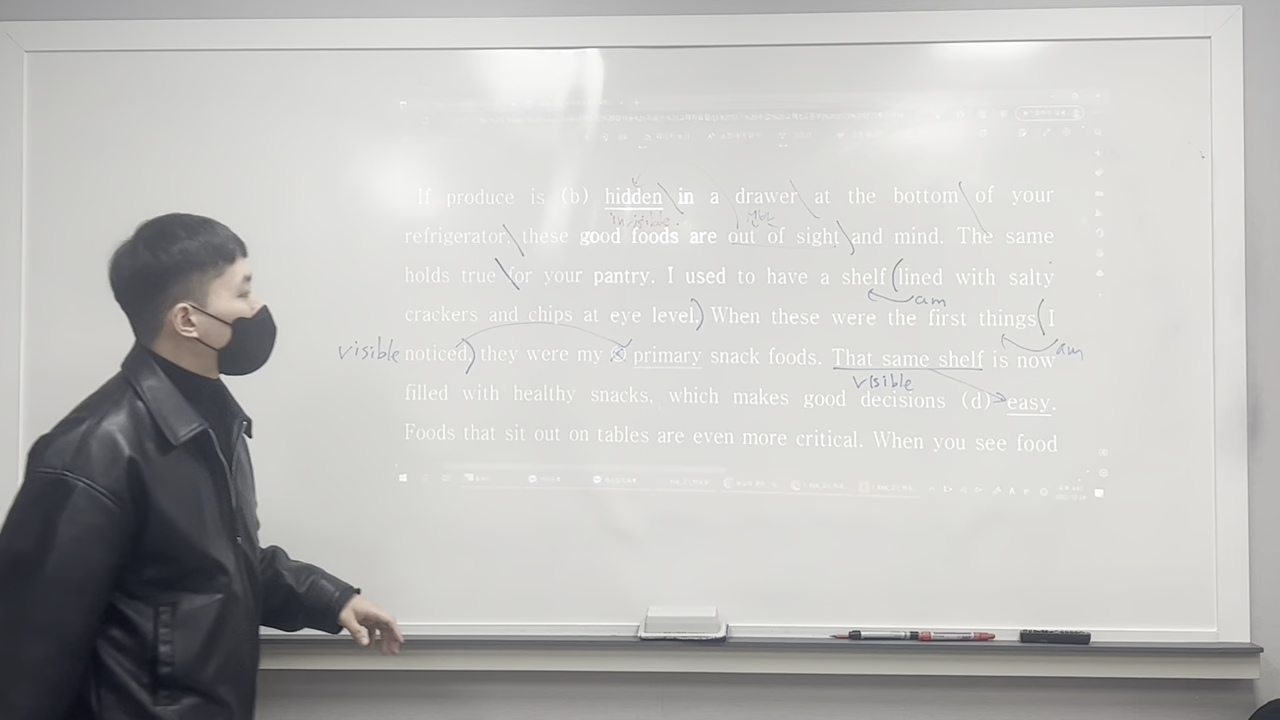 If produce is (b) hidden in a drawer at the bottom of your
invisible.
refrigerator, these good foods are out of sight and mind. The same
holds true for your pantry. I used to have a shelf lined with salty
am
crackers and chips at eye level. When these were the first things I
visible noticed, they were my primary snack foods. That same shelf is now
am
visible
filled with healthy snacks, which makes good decisions (d) easy.
Foods that sit out on tables are even more critical. When you see food